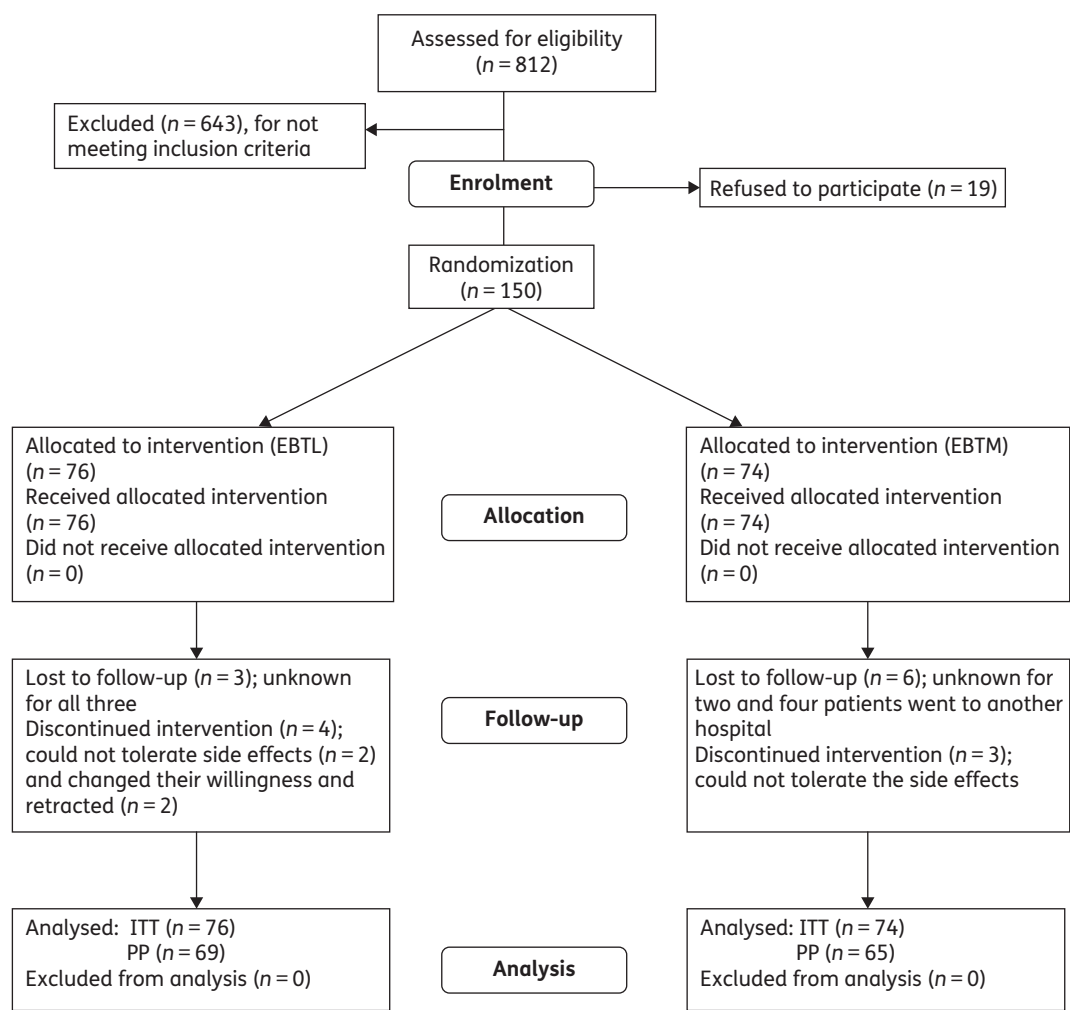 Assessed for eligibility
(n = 812)
Excluded (n = 643), for not
meeting inclusion criteria
Enrolment
Refused to participate (n = 19)
Randomization
(n = 150)
Allocated to intervention (EBTL)
(n = 76)
Received allocated intervention
(n = 76)
Did not receive allocated intervention
(n = 0)
Allocation
Allocated to intervention (EBTM)
(n = 74)
Received allocated intervention
(n = 74)
Did not receive allocated intervention
(n = 0)
Lost to follow-up (n = 3); unknown
for all three
Discontinued intervention (n = 4);
could not tolerate side effects (n = 2)
and changed their willingness and
retracted (n = 2)
Follow-up
Lost to follow-up (n = 6); unknown for
two and four patients went to another
hospital
Discontinued intervention (n = 3);
could not tolerate the side effects
Analysed: ITT (n = 76)
PP (n = 69)
Excluded from analysis (n = 0)
Analysis
Analysed: ITT (n = 74)
PP (n = 65)
Excluded from analysis (n = 0)